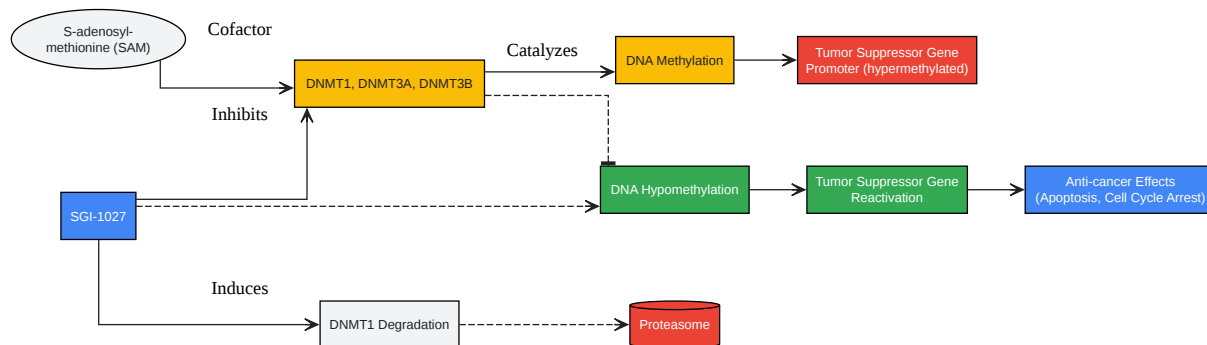 S-adenosyl-
methionine (SAM)
Cofactor
Catalyzes
DNMT1, DNMT3A, DNMT3B
DNA Methylation
Tumor Suppressor Gene
Promoter (hypermethylated)
Inhibits
SGI-1027
DNA Hypomethylation
Tumor Suppressor Gene
Reactivation
Anti-cancer Effects
(Apoptosis, Cell Cycle Arrest)
Induces
DNMT1 Degradation
Proteasome